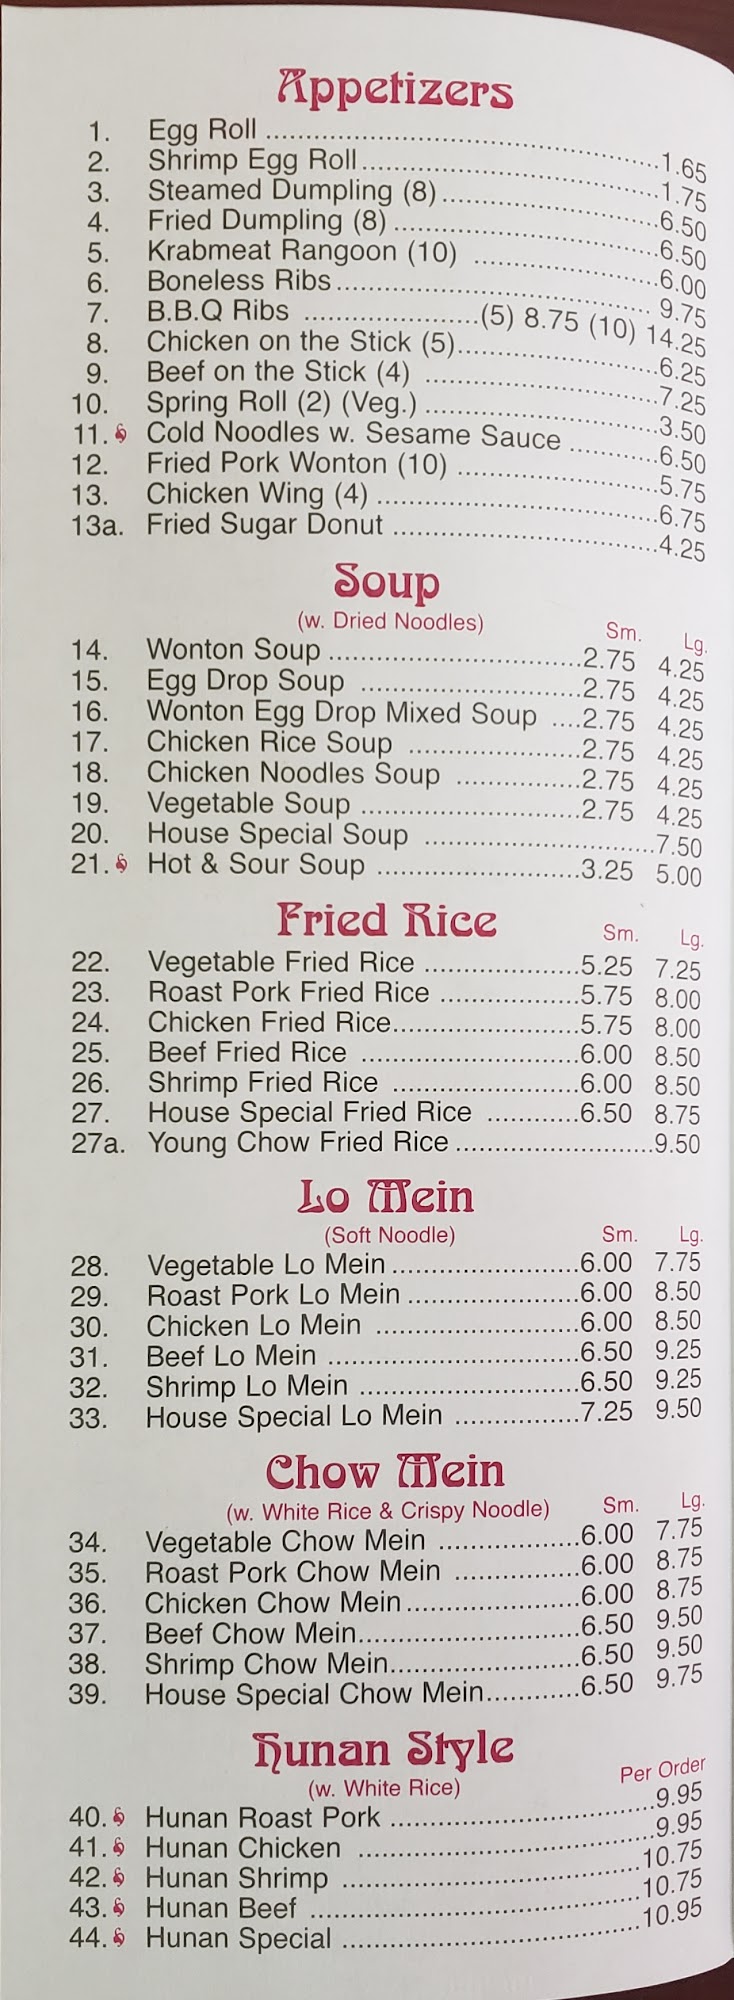 Appetizers
1. Egg Roll 1.65
2. Shrimp Egg Roll 1.75
3. Steamed Dumpling (8) 6.50
4. Fried Dumpling (8) 6.50
5. Krabmeat Rangoon (10) 6.00
6. Boneless Ribs 9.75
7. B.B.Q Ribs (5) 8.75 (10) 14.25
8. Chicken on the Stick (5) 6.25
9. Beef on the Stick (4) 7.25
10. Spring Roll (2) (Veg.) 3.50
11. Cold Noodles w. Sesame Sauce 6.50
12. Fried Pork Wonton (10) 5.75
13. Chicken Wing (4) 6.75
13a. Fried Sugar Donut 4.25
Soup
(w. Dried Noodles) Sm. Lg.
14. Wonton Soup 2.75 4.25
15. Egg Drop Soup 2.75 4.25
16. Wonton Egg Drop Mixed Soup 2.75 4.25
17. Chicken Rice Soup 2.75 4.25
18. Chicken Noodles Soup 2.75 4.25
19. Vegetable Soup 2.75 4.25
20. House Special Soup 7.50
21. Hot & Sour Soup 3.25 5.00
Fried Rice Sm. Lg.
22. Vegetable Fried Rice 5.25 7.25
23. Roast Pork Fried Rice 5.75 8.00
24. Chicken Fried Rice 5.75 8.00
25. Beef Fried Rice 6.00 8.50
26. Shrimp Fried Rice 6.00 8.50
27. House Special Fried Rice 6.50 8.75
27a. Young Chow Fried Rice 9.50
Lo Mein
(Soft Noodle) Sm. Lg.
28. Vegetable Lo Mein 6.00 7.75
29. Roast Pork Lo Mein 6.00 8.50
30. Chicken Lo Mein 6.00 8.50
31. Beef Lo Mein 6.50 9.25
32. Shrimp Lo Mein 6.50 9.25
33. House Special Lo Mein 7.25 9.50
Chow Mein
(w. White Rice & Crispy Noodle) Sm. Lg.
34. Vegetable Chow Mein 6.00 7.75
35. Roast Pork Chow Mein 6.00 8.75
36. Chicken Chow Mein 6.00 8.75
37. Beef Chow Mein 6.50 9.50
38. Shrimp Chow Mein 6.50 9.50
39. House Special Chow Mein 6.50 9.75
Hunan Style
(w. White Rice) Per Order
40. Hunan Roast Pork 9.95
41. Hunan Chicken 9.95
42. Hunan Shrimp 10.75
43. Hunan Beef 10.75
44. Hunan Special 10.95